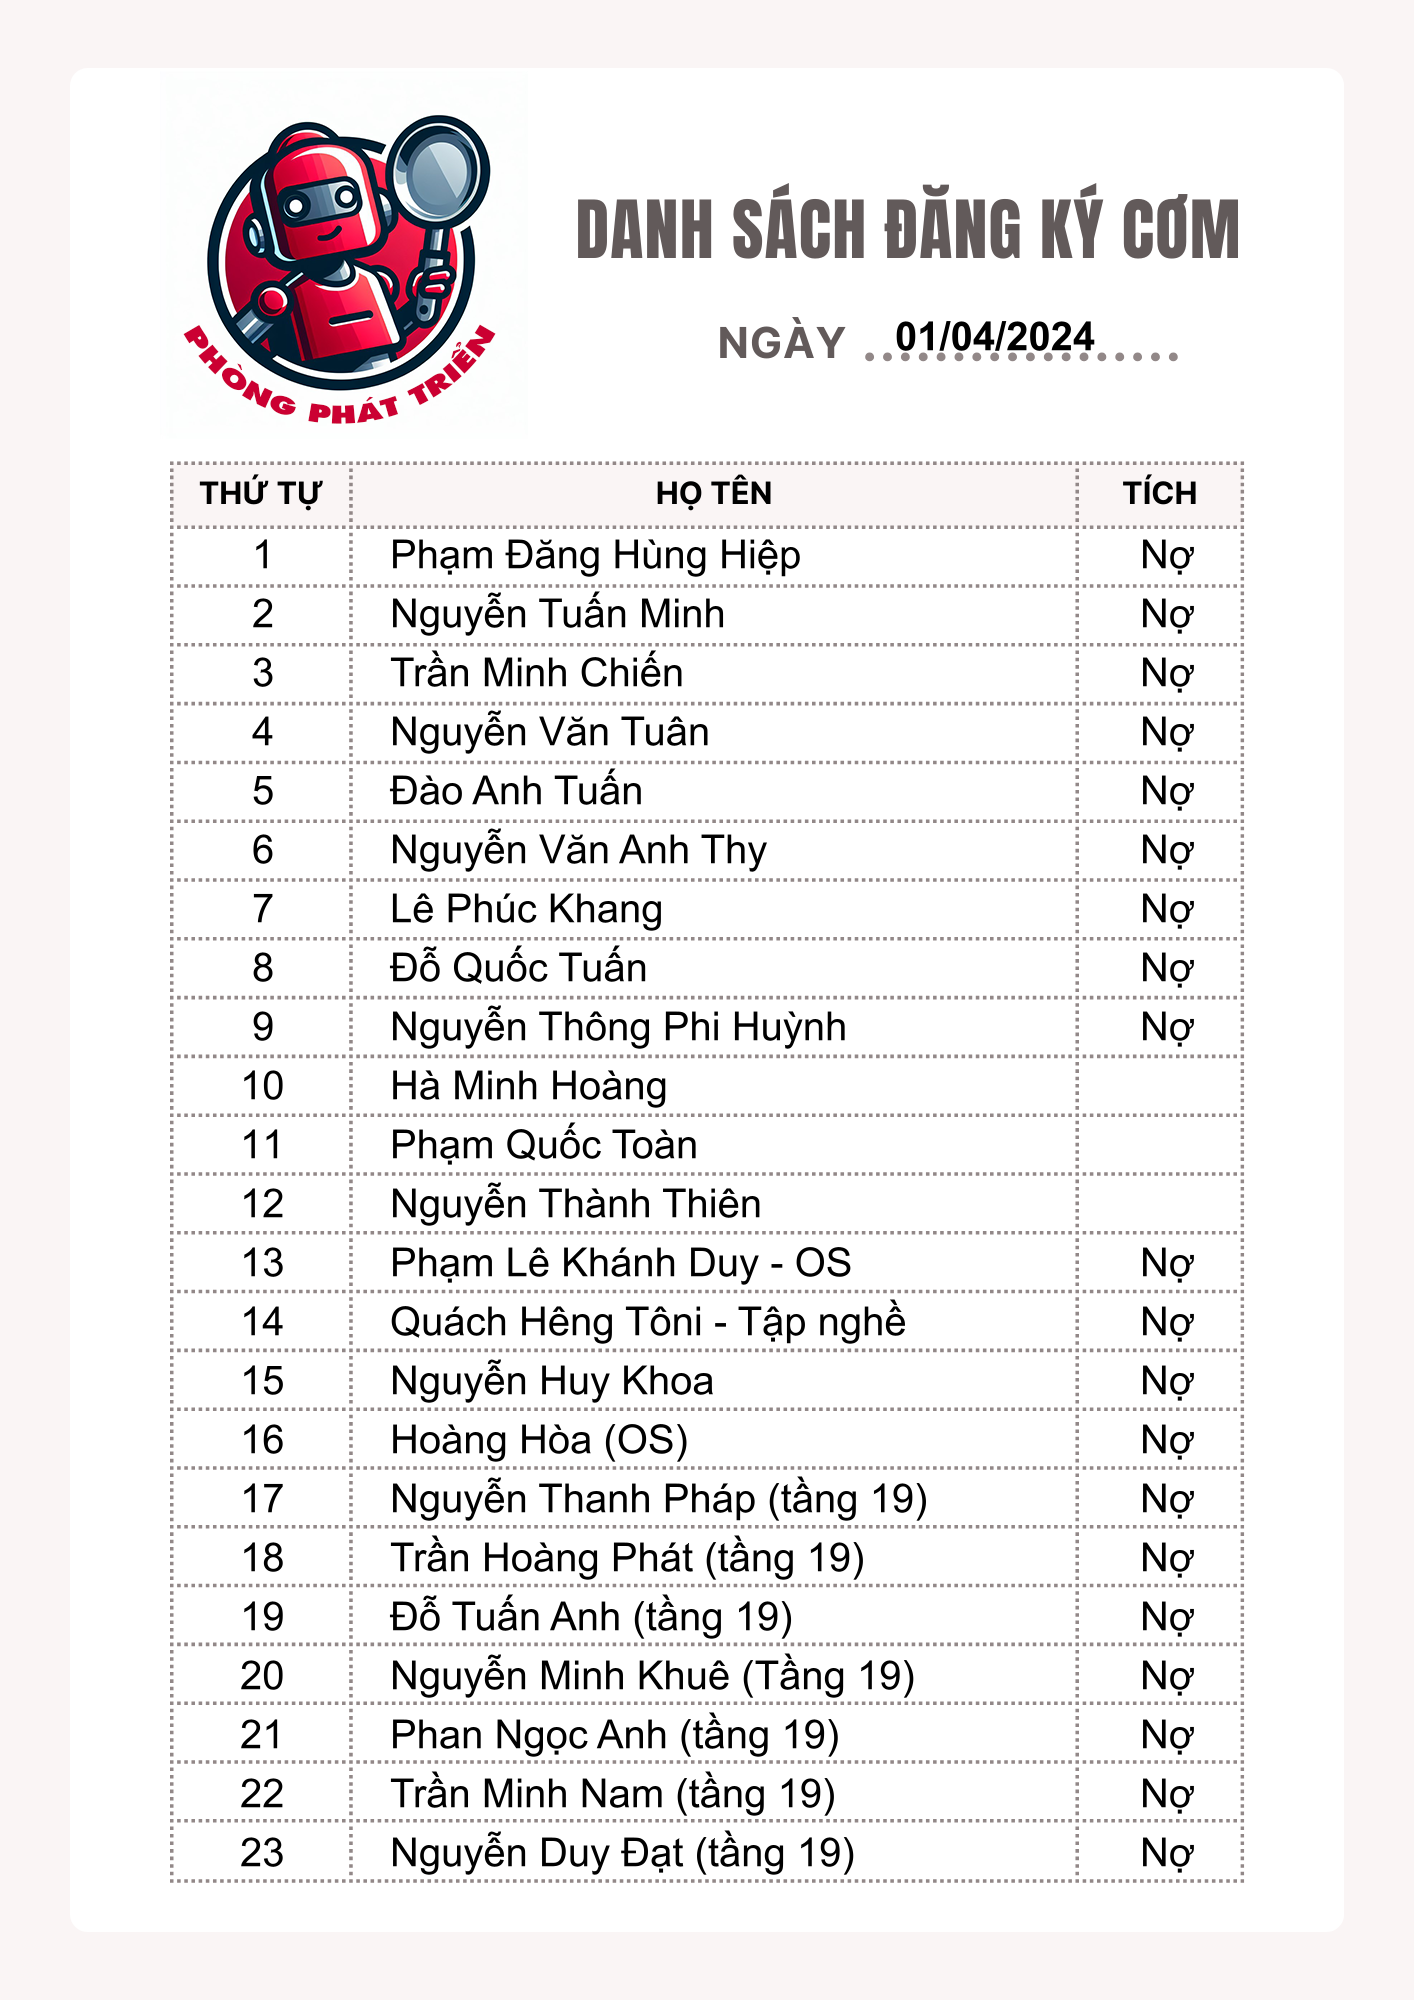 PHÒNG PHÁT TRIỂN
DANH SÁCH ĐĂNG KÝ CƠM
NGÀY 01/04/2024
THỨ TỰ HỌ TÊN TÍCH
1 Phạm Đăng Hùng Hiệp Nợ
2 Nguyễn Tuấn Minh Nợ
3 Trần Minh Chiến Nợ
4 Nguyễn Văn Tuân Nợ
5 Đào Anh Tuấn Nợ
6 Nguyễn Văn Anh Thy Nợ
7 Lê Phúc Khang Nợ
8 Đỗ Quốc Tuấn Nợ
9 Nguyễn Thông Phi Huỳnh Nợ
10 Hà Minh Hoàng
11 Phạm Quốc Toàn
12 Nguyễn Thành Thiên
13 Phạm Lê Khánh Duy - OS Nợ
14 Quách Hêng Tôni - Tập nghề Nợ
15 Nguyễn Huy Khoa Nợ
16 Hoàng Hòa (OS) Nợ
17 Nguyễn Thanh Pháp (tầng 19) Nợ
18 Trần Hoàng Phát (tầng 19) Nợ
19 Đỗ Tuấn Anh (tầng 19) Nợ
20 Nguyễn Minh Khuê (Tầng 19) Nợ
21 Phan Ngọc Anh (tầng 19) Nợ
22 Trần Minh Nam (tầng 19) Nợ
23 Nguyễn Duy Đạt (tầng 19) Nợ